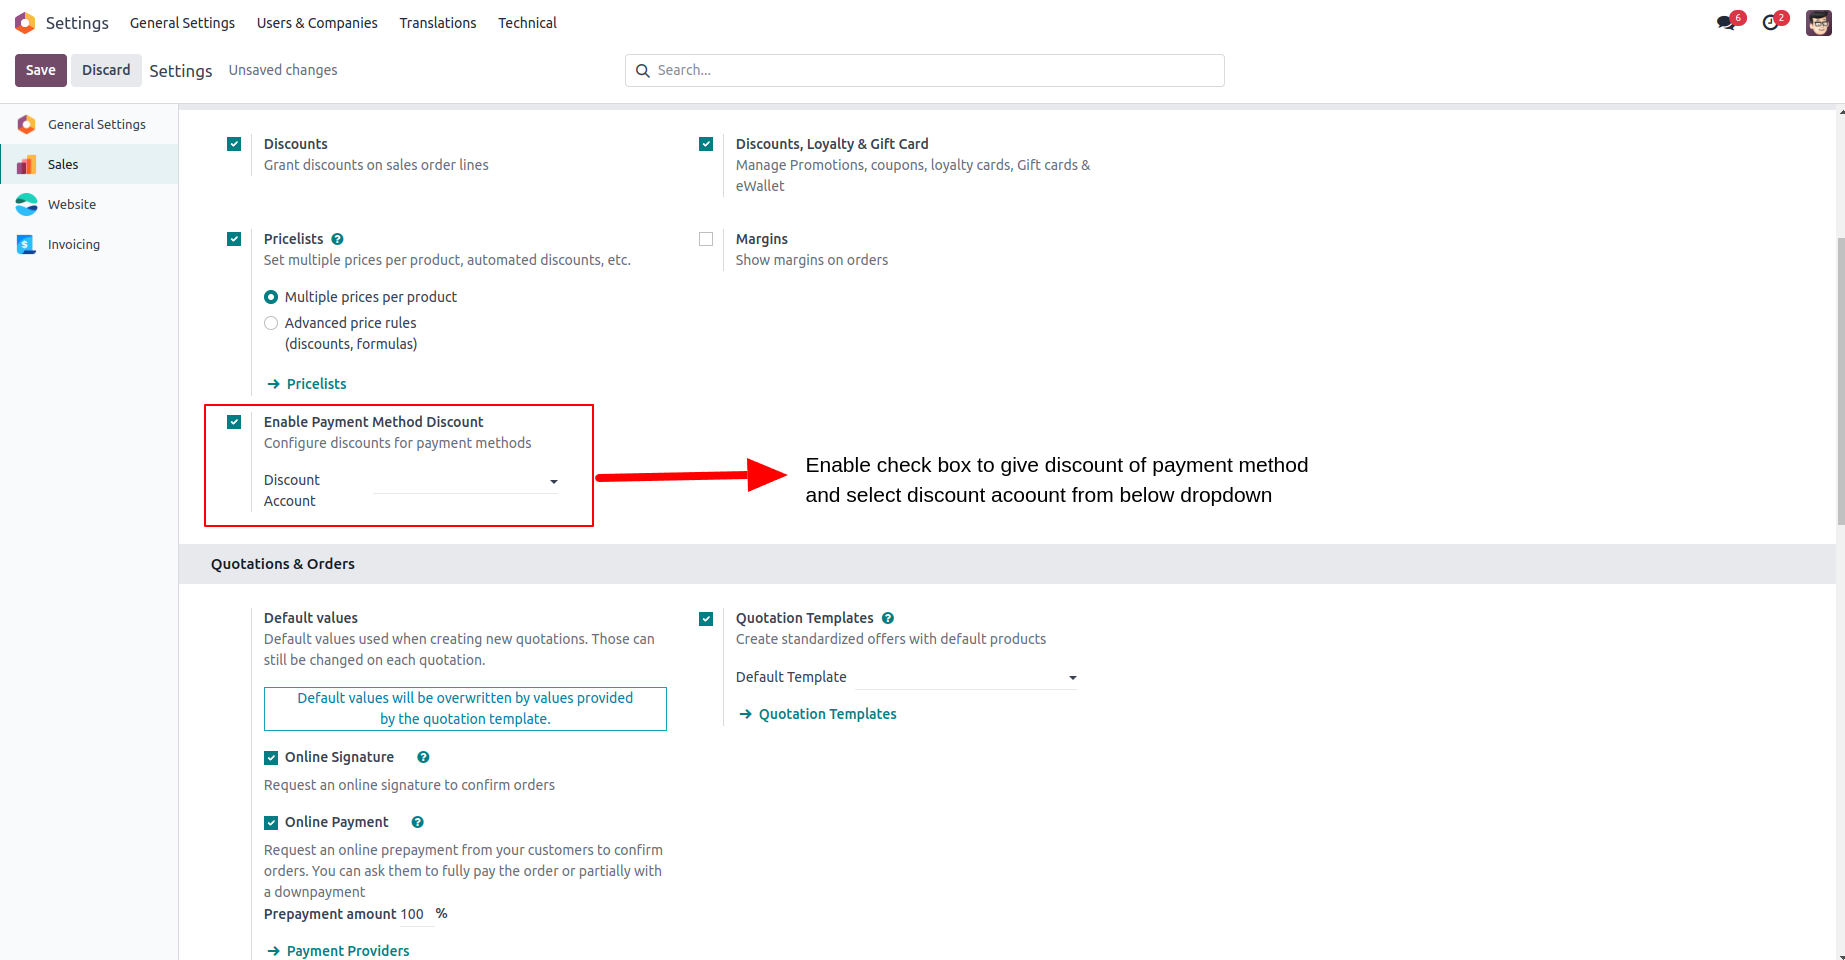 Settings General Settings Users & Companies Translations Technical 6 2
Save Discard Settings Unsaved changes Search...
General Settings
Sales
Website
Invoicing
Discounts
Grant discounts on sales order lines
Discounts, Loyalty & Gift Card
Manage Promotions, coupons, loyalty cards, Gift cards &
eWallet
Pricelists ?
Set multiple prices per product, automated discounts, etc.
Multiple prices per product
Advanced price rules
(discounts, formulas)
→ Pricelists
Margins
Show margins on orders
Enable Payment Method Discount
Configure discounts for payment methods
Discount
Account
Enable check box to give discount of payment method
and select discount acoount from below dropdown
Quotations & Orders
Default values
Default values used when creating new quotations. Those can
still be changed on each quotation.
Default values will be overwritten by values provided
by the quotation template.
Online Signature ?
Request an online signature to confirm orders
Online Payment ?
Request an online prepayment from your customers to confirm
orders. You can ask them to fully pay the order or partially with
a downpayment
Prepayment amount 100 %
→ Payment Providers
Quotation Templates ?
Create standardized offers with default products
Default Template
→ Quotation Templates